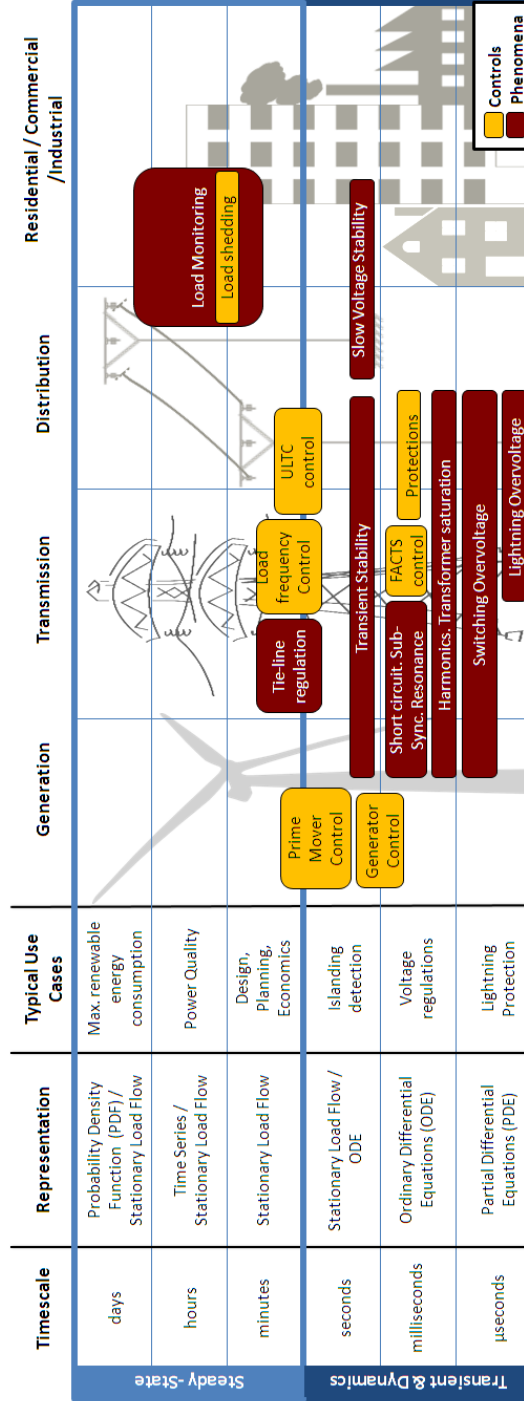 Timescale
Representation
Typical Use
Cases
Generation
Transmission
Distribution
Residential / Commercial
/Industrial
Steady-State
days
Probability Density
Function (PDF) /
Stationary Load Flow
Max. renewable
energy
consumption
hours
Time Series /
Stationary Load Flow
Power Quality
minutes
Stationary Load Flow
Design,
Planning,
Economics
Transient & Dynamics
seconds
Stationary Load Flow /
ODE
Islanding
detection
milliseconds
Ordinary Differential
Equations (ODE)
Voltage
regulations
µseconds
Partial Differential
Equations (PDE)
Lightning
Protection
Load Monitoring
Load shedding
Prime
Mover
Control
Tie-line
regulation
Load
frequency
Control
ULTC
control
Generator
Control
Transient Stability
Slow Voltage Stability
Short circuit. Sub-
Sync. Resonance
FACTS
control
Protections
Harmonics. Transformer saturation
Switching Overvoltage
Lightning Overvoltage
Controls
Phenomena